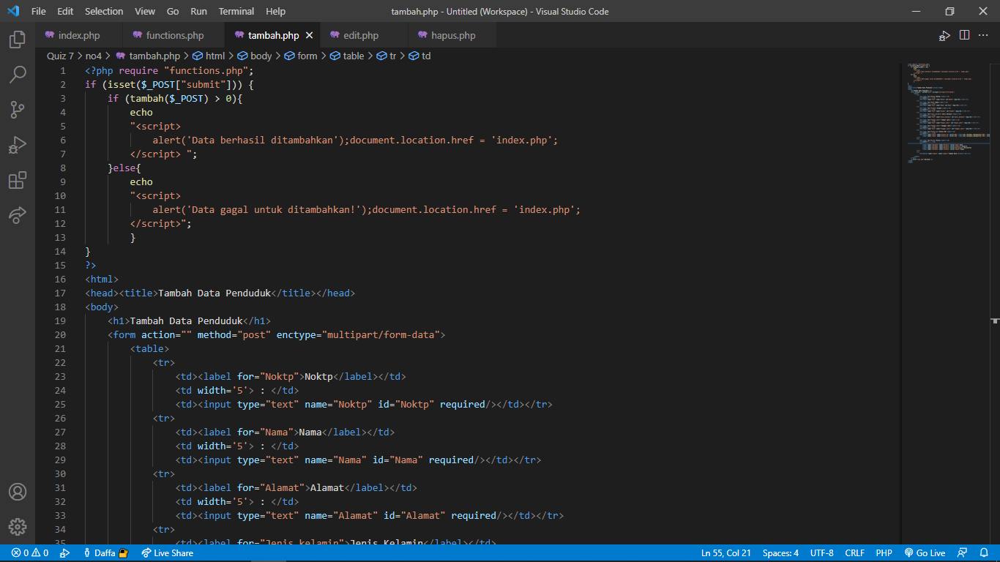 File Edit Selection View Go Run Terminal Help tambah.php - Untitled (Workspace) - Visual Studio Code
index.php functions.php tambah.php edit.php hapus.php
Quiz 7 > no4 > tambah.php > html > body > form > table > tr > td
1 <?php require "functions.php";
2 if (isset($_POST["submit"])) {
3 if (tambah($_POST) > 0){
4 echo
5 "<script>
6 alert('Data berhasil ditambahkan');document.location.href = 'index.php';
7 </script> ";
8 }else{
9 echo
10 "<script>
11 alert('Data gagal untuk ditambahkan!');document.location.href = 'index.php';
12 </script>";
13 }
14 }
15 ?>
16 <html>
17 <head><title>Tambah Data Penduduk</title></head>
18 <body>
19 <h1>Tambah Data Penduduk</h1>
20 <form action="" method="post" enctype="multipart/form-data">
21 <table>
22 <tr>
23 <td><label for="Noktp">Noktp</label></td>
24 <td width='5'> : </td>
25 <td><input type="text" name="Noktp" id="Noktp" required/></td></tr>
26 <tr>
27 <td><label for="Nama">Nama</label></td>
28 <td width='5'> : </td>
29 <td><input type="text" name="Nama" id="Nama" required/></td></tr>
30 <tr>
31 <td><label for="Alamat">Alamat</label></td>
32 <td width='5'> : </td>
33 <td><input type="text" name="Alamat" id="Alamat" required/></td></tr>
34 <tr>
35 <td><label for="Jenis_kelamin">Jenis Kelamin</label></td>
0 0 Daffa Live Share Ln 55, Col 21 Spaces: 4 UTF-8 CRLF PHP Go Live